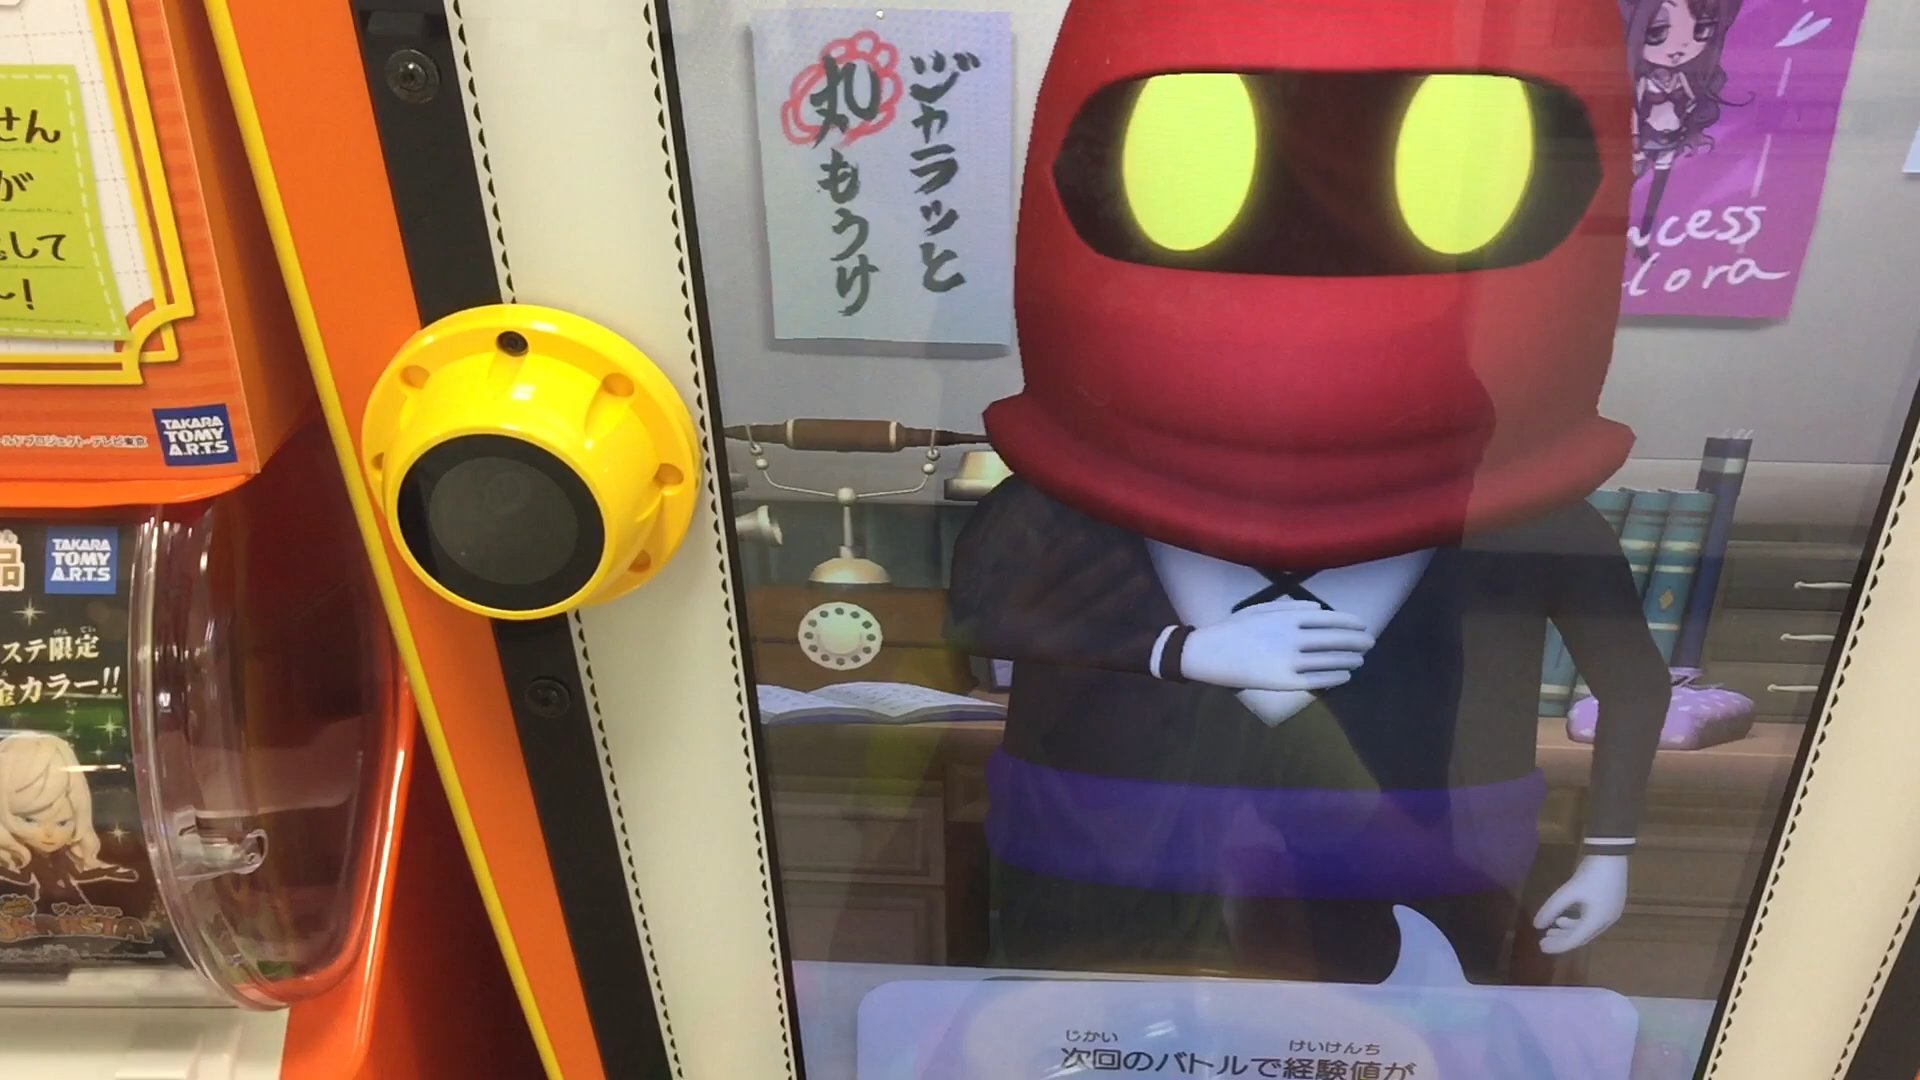 せん
が
して
〜!
TAKARA
TOMY
A.R.T.S
TAKARA
TOMY
A.R.T.S
品
ステ限定
金カラー!!
ジャラッと
丸もうけ
ncess
lora
じかい けいけんち
次回のバトルで経験値が